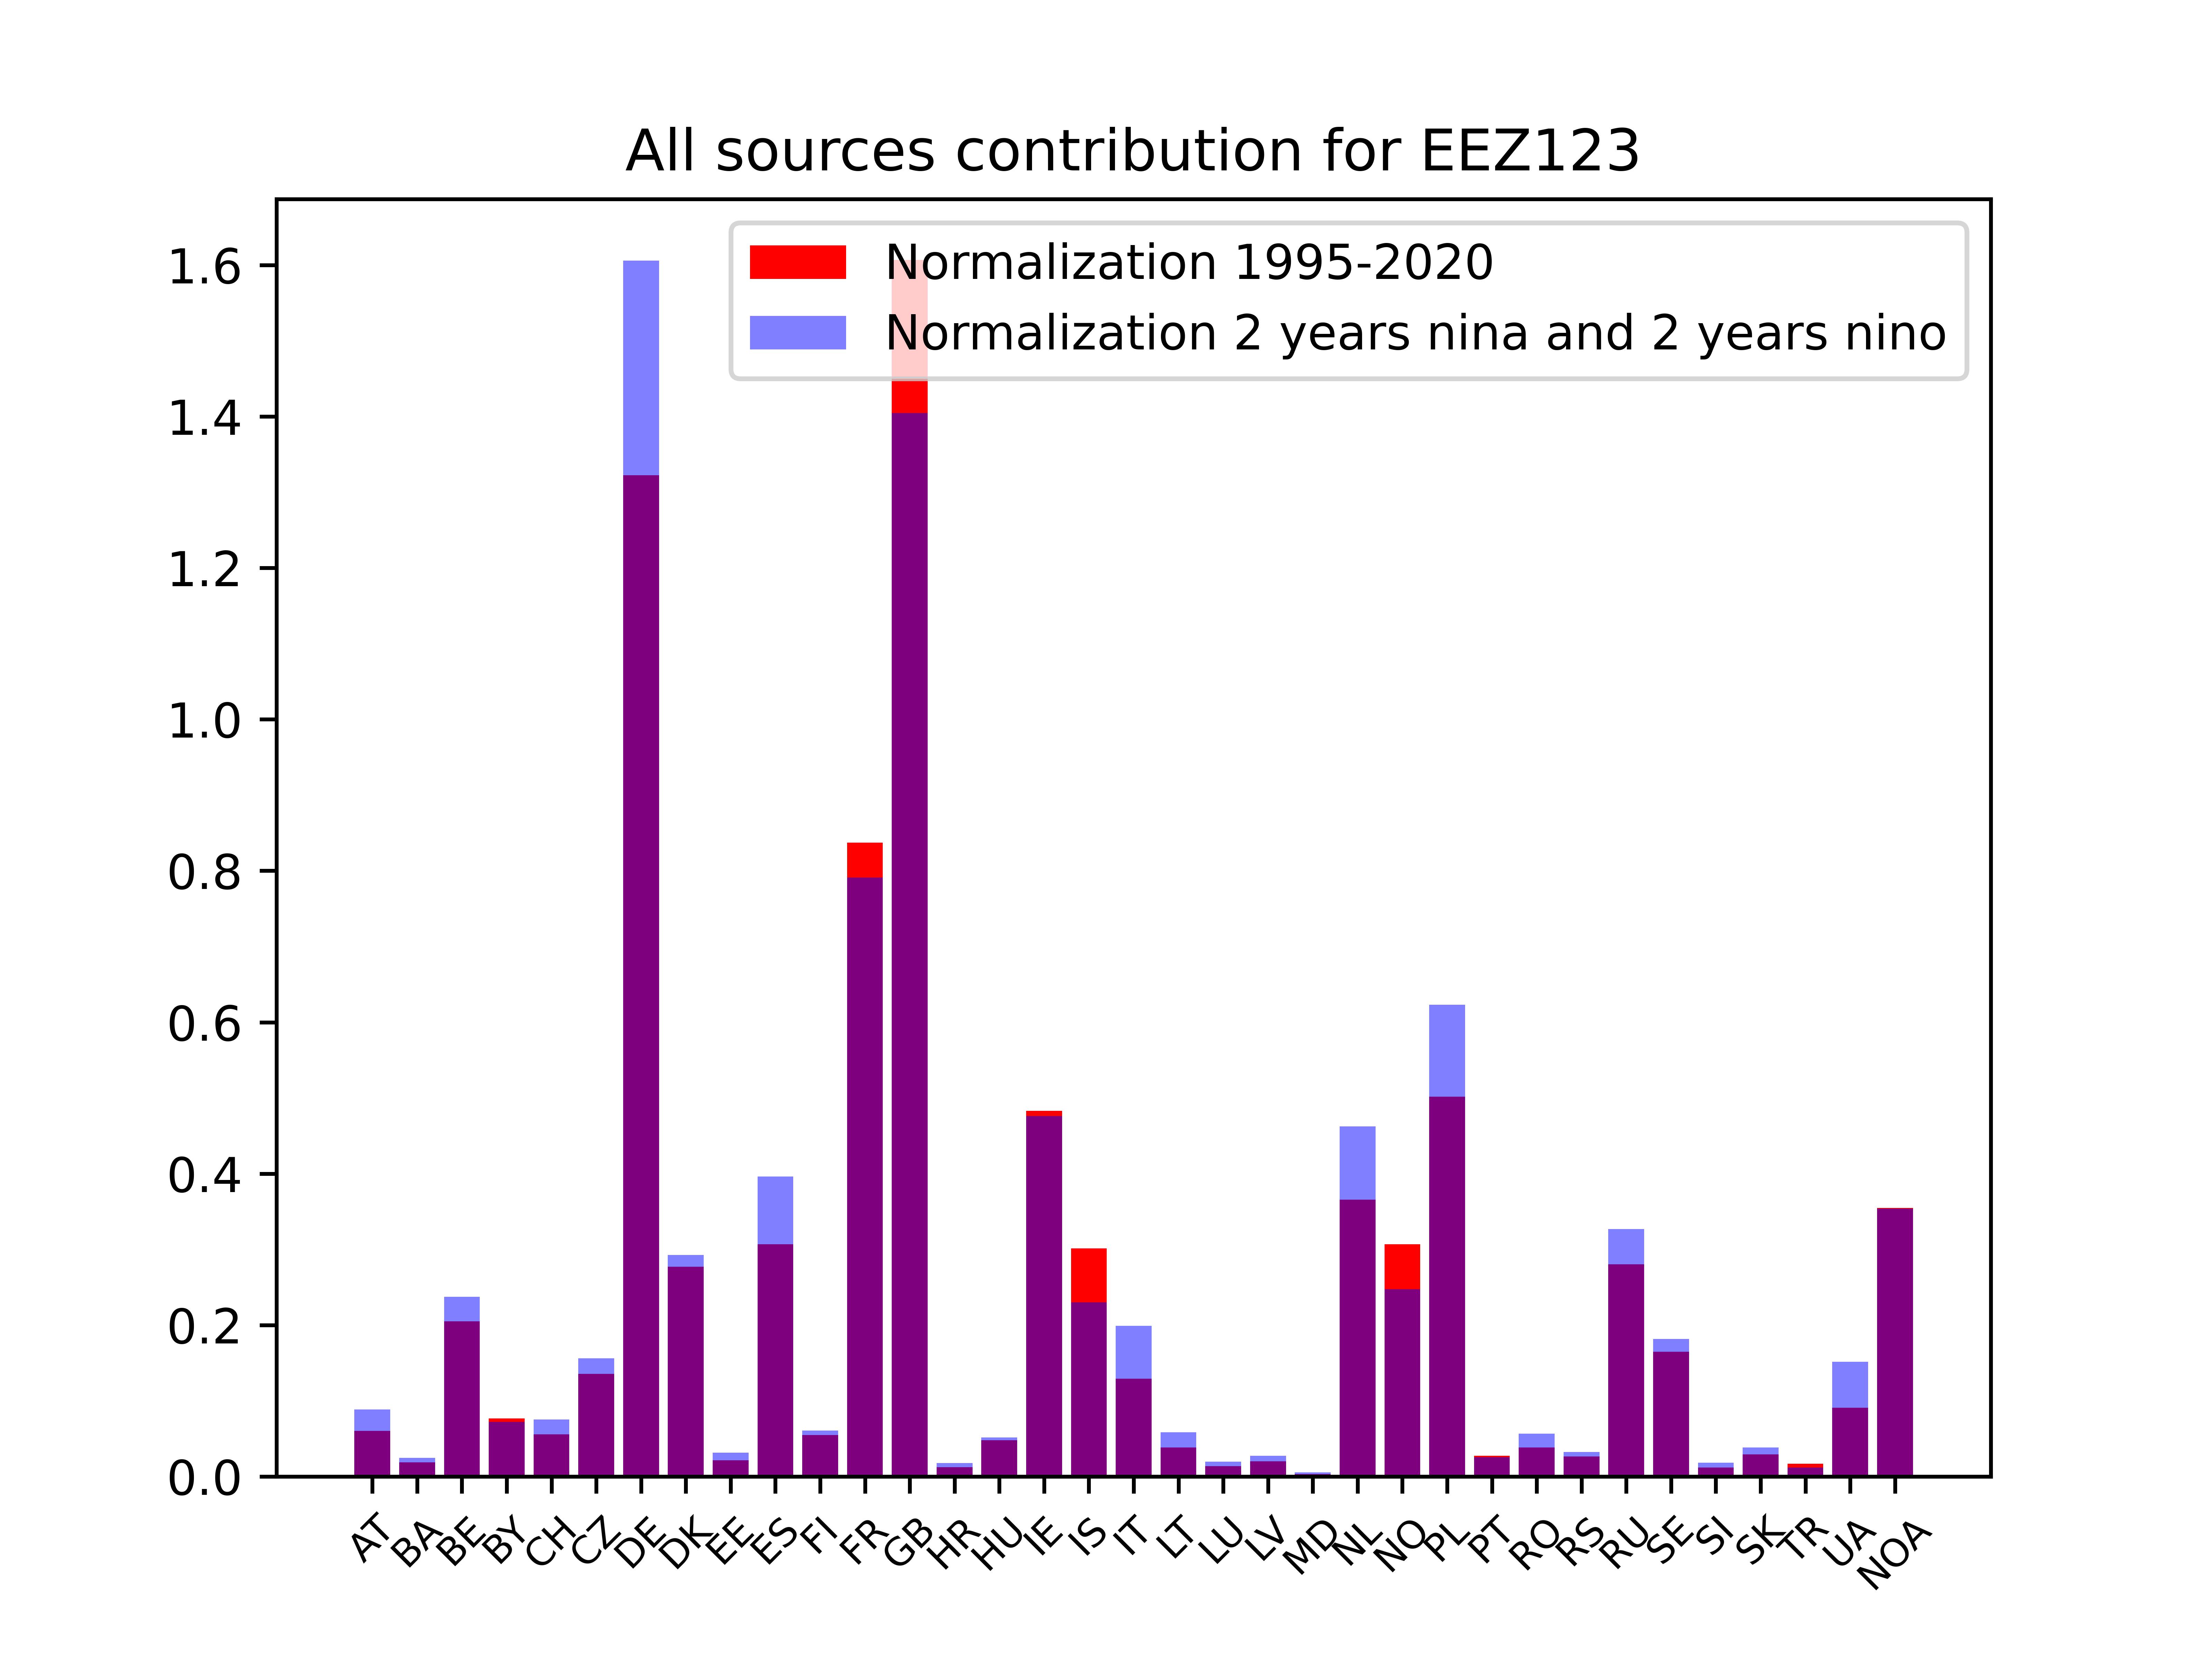 All sources contribution for EEZ123
Normalization 1995-2020
Normalization 2 years nina and 2 years nino
1.6
1.4
1.2
1.0
0.8
0.6
0.4
0.2
0.0
AT BA BE BY CH CZ DE DK EE ES FI FR GB HR HU IE IS IT LT LU LV MD NL NO PL PT RO RS RU SE SI SK TR UA NOA